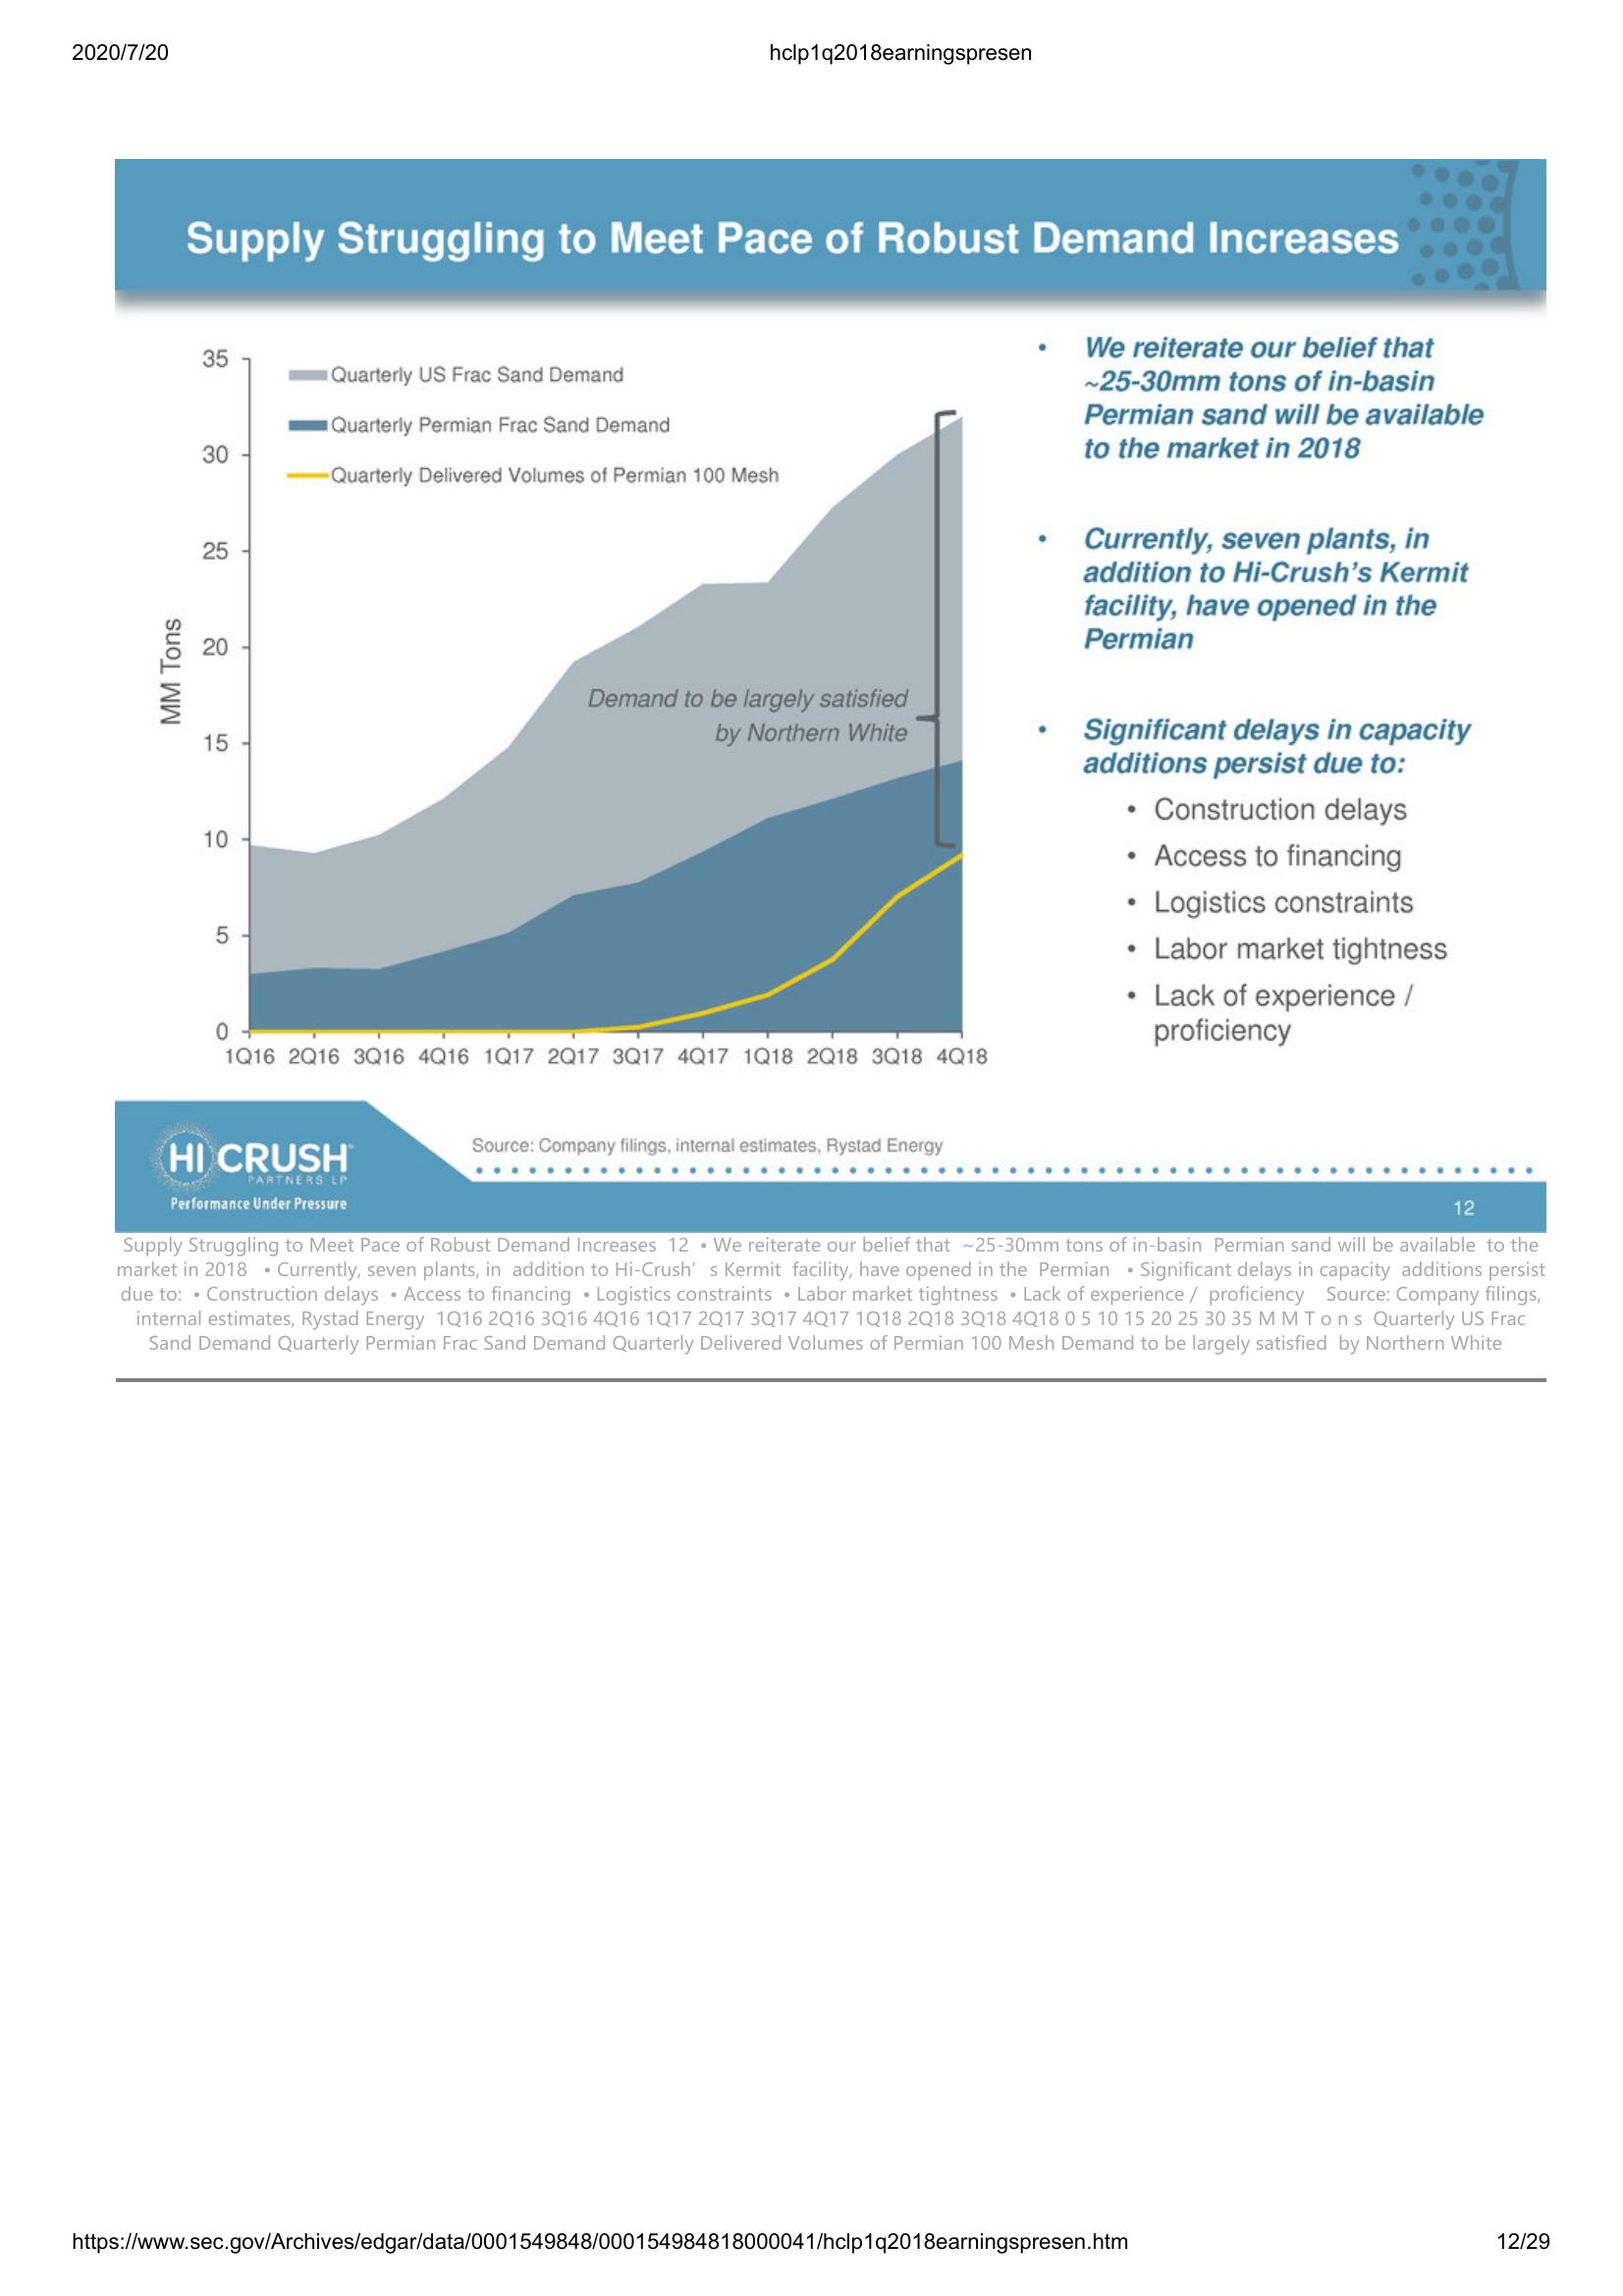 2020/7/20 hclp1q2018earningspresen
Supply Struggling to Meet Pace of Robust Demand Increases
35
30
25
20
15
10
5
0
MM Tons
Quarterly US Frac Sand Demand
Quarterly Permian Frac Sand Demand
Quarterly Delivered Volumes of Permian 100 Mesh
Demand to be largely satisfied
by Northern White
1Q16 2Q16 3Q16 4Q16 1Q17 2Q17 3Q17 4Q17 1Q18 2Q18 3Q18 4Q18
• We reiterate our belief that
~25-30mm tons of in-basin
Permian sand will be available
to the market in 2018
• Currently, seven plants, in
addition to Hi-Crush’s Kermit
facility, have opened in the
Permian
• Significant delays in capacity
additions persist due to:
• Construction delays
• Access to financing
• Logistics constraints
• Labor market tightness
• Lack of experience /
proficiency
HI CRUSH
PARTNERS LP
Performance Under Pressure
Source: Company filings, internal estimates, Rystad Energy
12
Supply Struggling to Meet Pace of Robust Demand Increases 12 • We reiterate our belief that ~25-30mm tons of in-basin Permian sand will be available to the
market in 2018 • Currently, seven plants, in addition to Hi-Crush’ s Kermit facility, have opened in the Permian • Significant delays in capacity additions persist
due to: • Construction delays • Access to financing • Logistics constraints • Labor market tightness • Lack of experience / proficiency Source: Company filings,
internal estimates, Rystad Energy 1Q16 2Q16 3Q16 4Q16 1Q17 2Q17 3Q17 4Q17 1Q18 2Q18 3Q18 4Q18 0 5 10 15 20 25 30 35 M M T o n s Quarterly US Frac
Sand Demand Quarterly Permian Frac Sand Demand Quarterly Delivered Volumes of Permian 100 Mesh Demand to be largely satisfied by Northern White
https://www.sec.gov/Archives/edgar/data/0001549848/000154984818000041/hclp1q2018earningspresen.htm 12/29